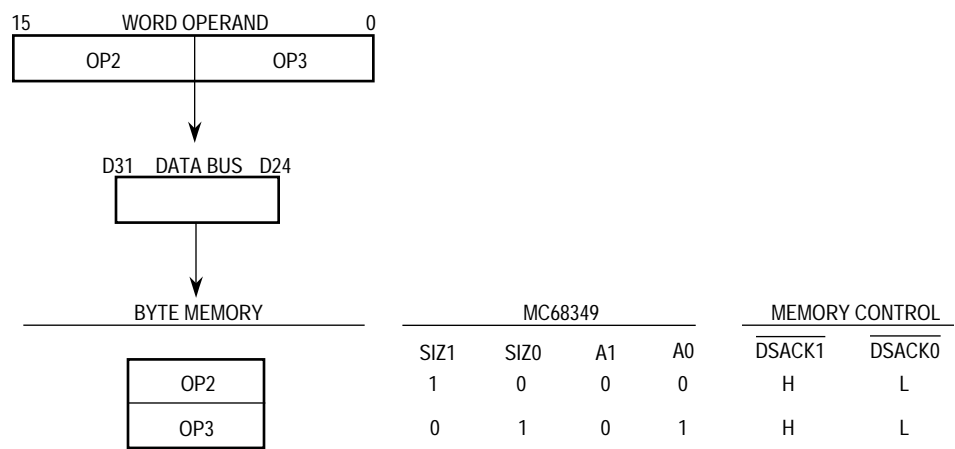 15 WORD OPERAND 0
OP2 OP3
D31 DATA BUS D24
BYTE MEMORY MC68349 MEMORY CONTROL
SIZ1 SIZ0 A1 A0 DSACK1 DSACK0
OP2 1 0 0 0 H L
OP3 0 1 0 1 H L